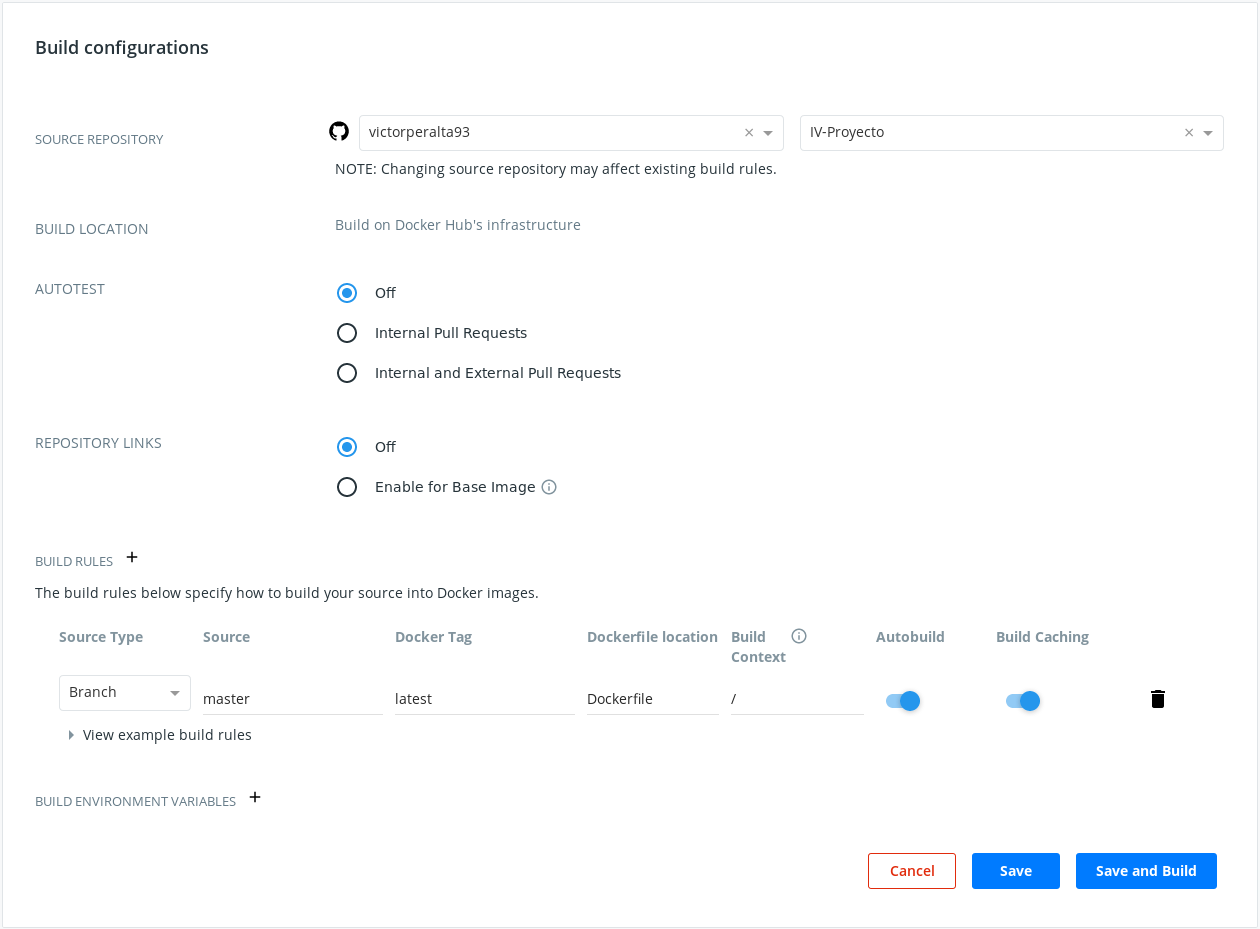 Build configurations
SOURCE REPOSITORY
victorperalta93
IV-Proyecto
NOTE: Changing source repository may affect existing build rules.
BUILD LOCATION
Build on Docker Hub's infrastructure
AUTOTEST
Off
Internal Pull Requests
Internal and External Pull Requests
REPOSITORY LINKS
Off
Enable for Base Image
BUILD RULES +
The build rules below specify how to build your source into Docker images.
Source Type Source Docker Tag Dockerfile location Build Context Autobuild Build Caching
Branch master latest Dockerfile /
View example build rules
BUILD ENVIRONMENT VARIABLES +
Cancel Save Save and Build